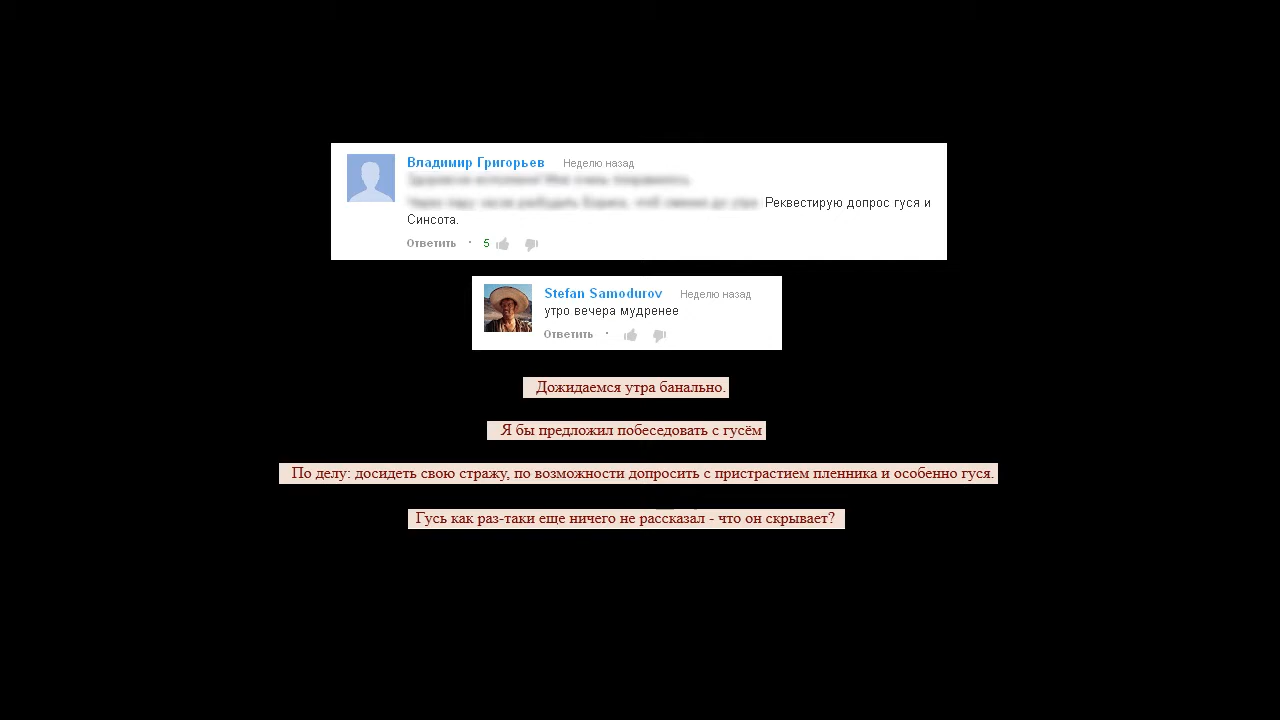 Владимир Григорьев Неделю назад
Реквестирую допрос гуся и
Синсота.
Ответить · 5
Stefan Samodurov Неделю назад
утро вечера мудренее
Ответить ·
Дожидаемся утра банально.
Я бы предложил побеседовать с гусём
По делу: досидеть свою стражу, по возможности допросить с пристрастием пленника и особенно гуся.
Гусь как раз-таки еще ничего не рассказал - что он скрывает?